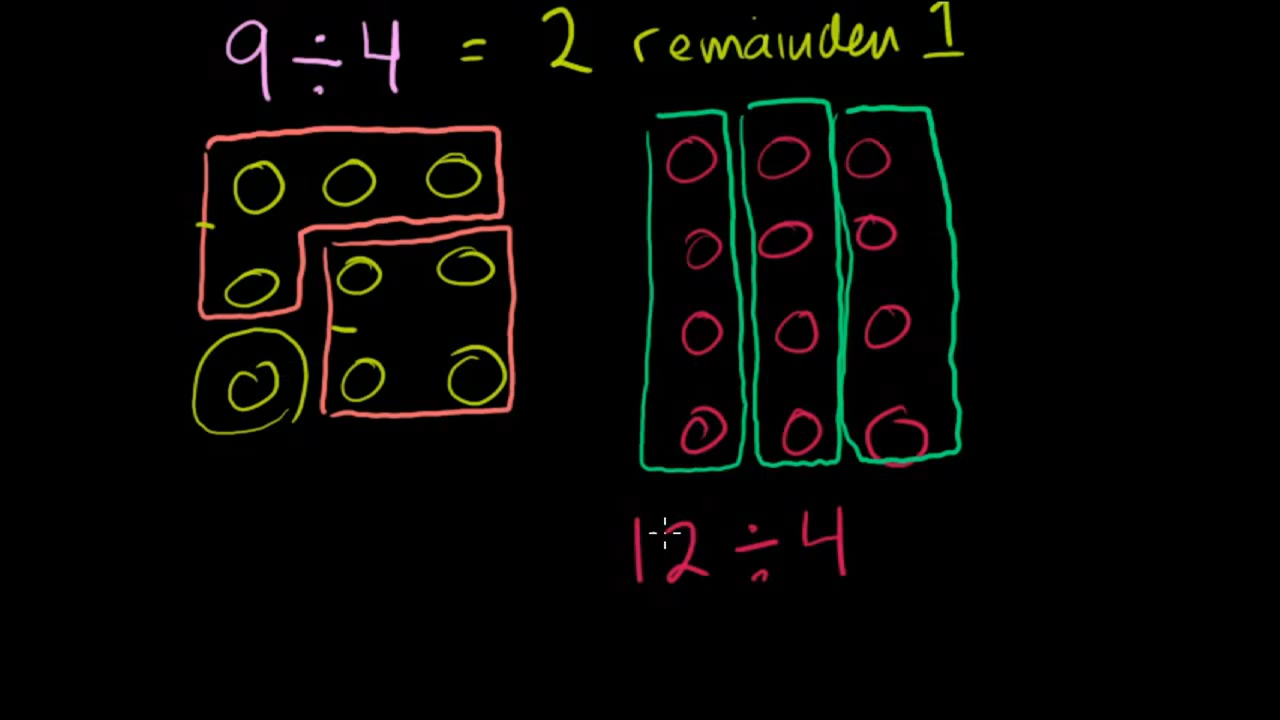 9 ÷ 4 = 2 remainder 1
12 ÷ 4